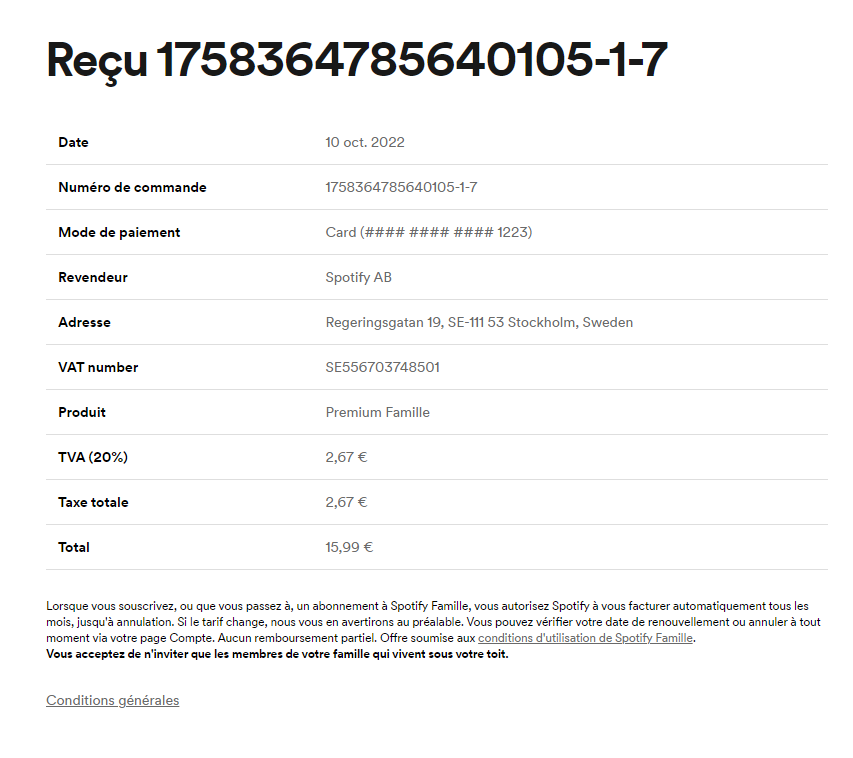 Reçu 17583647856​40105-1-7
Date 10 oct. 2022
Numéro de commande 1758364785640105-1-7
Mode de paiement Card (#### #### #### 1223)
Revendeur Spotify AB
Adresse Regeringsgatan 19, SE-111 53 Stockholm, Sweden
VAT number SE556703748501
Produit Premium Famille
TVA (20%) 2,67 €
Taxe totale 2,67 €
Total 15,99 €
Lorsque vous souscrivez, ou que vous passez à, un abonnement à Spotify Famille, vous autorisez Spotify à vous facturer automatiquement tous les
mois, jusqu'à annulation. Si le tarif change, nous vous en avertirons au préalable. Vous pouvez vérifier votre date de renouvellement ou annuler à tout
moment via votre page Compte. Aucun remboursement partiel. Offre soumise aux conditions d'utilisation de Spotify Famille.
Vous acceptez de n'inviter que les membres de votre famille qui vivent sous votre toit.
Conditions générales